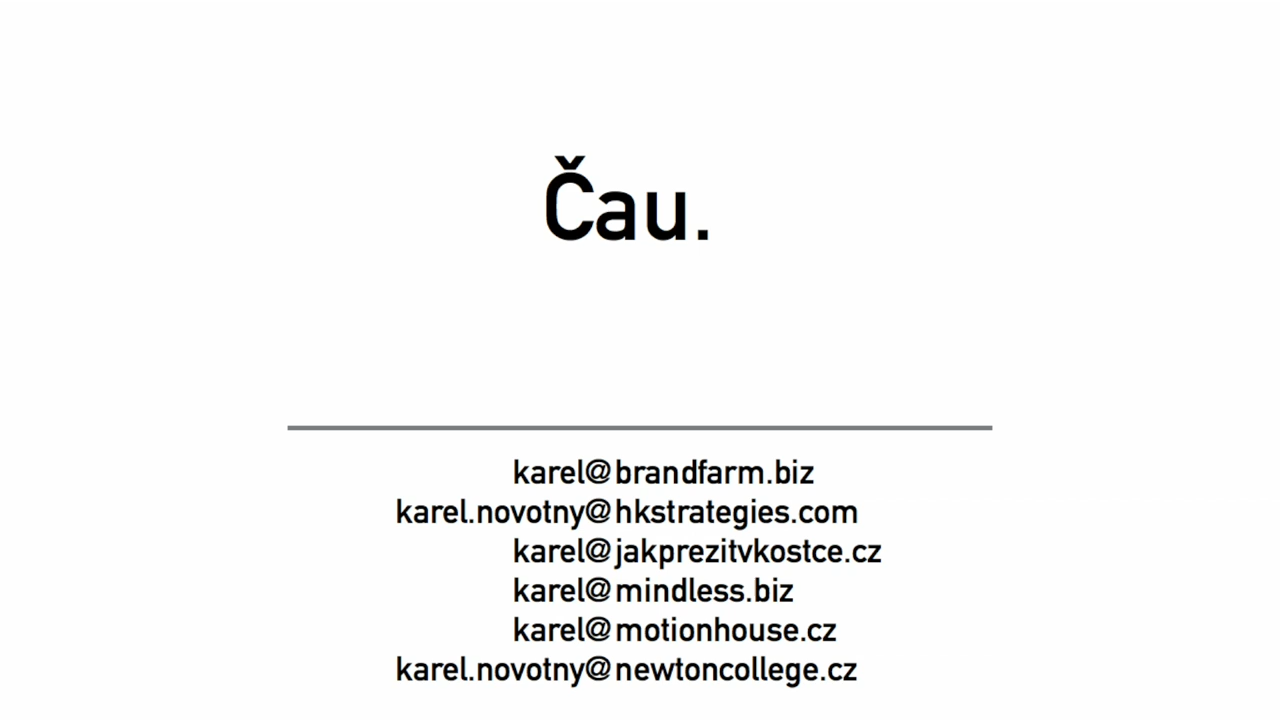 Čau.
karel@brandfarm.biz
karel.novotny@hkstrategies.com
karel@jakprezitvkostce.cz
karel@mindless.biz
karel@motionhouse.cz
karel.novotny@newtoncollege.cz